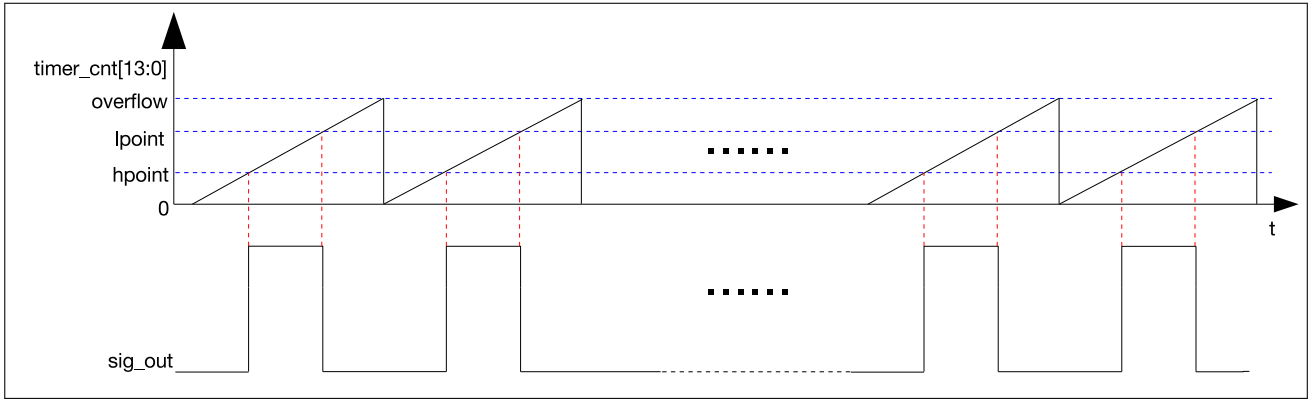 timer_cnt[13:0]
overflow
lpoint
hpoint
0
t
sig_out